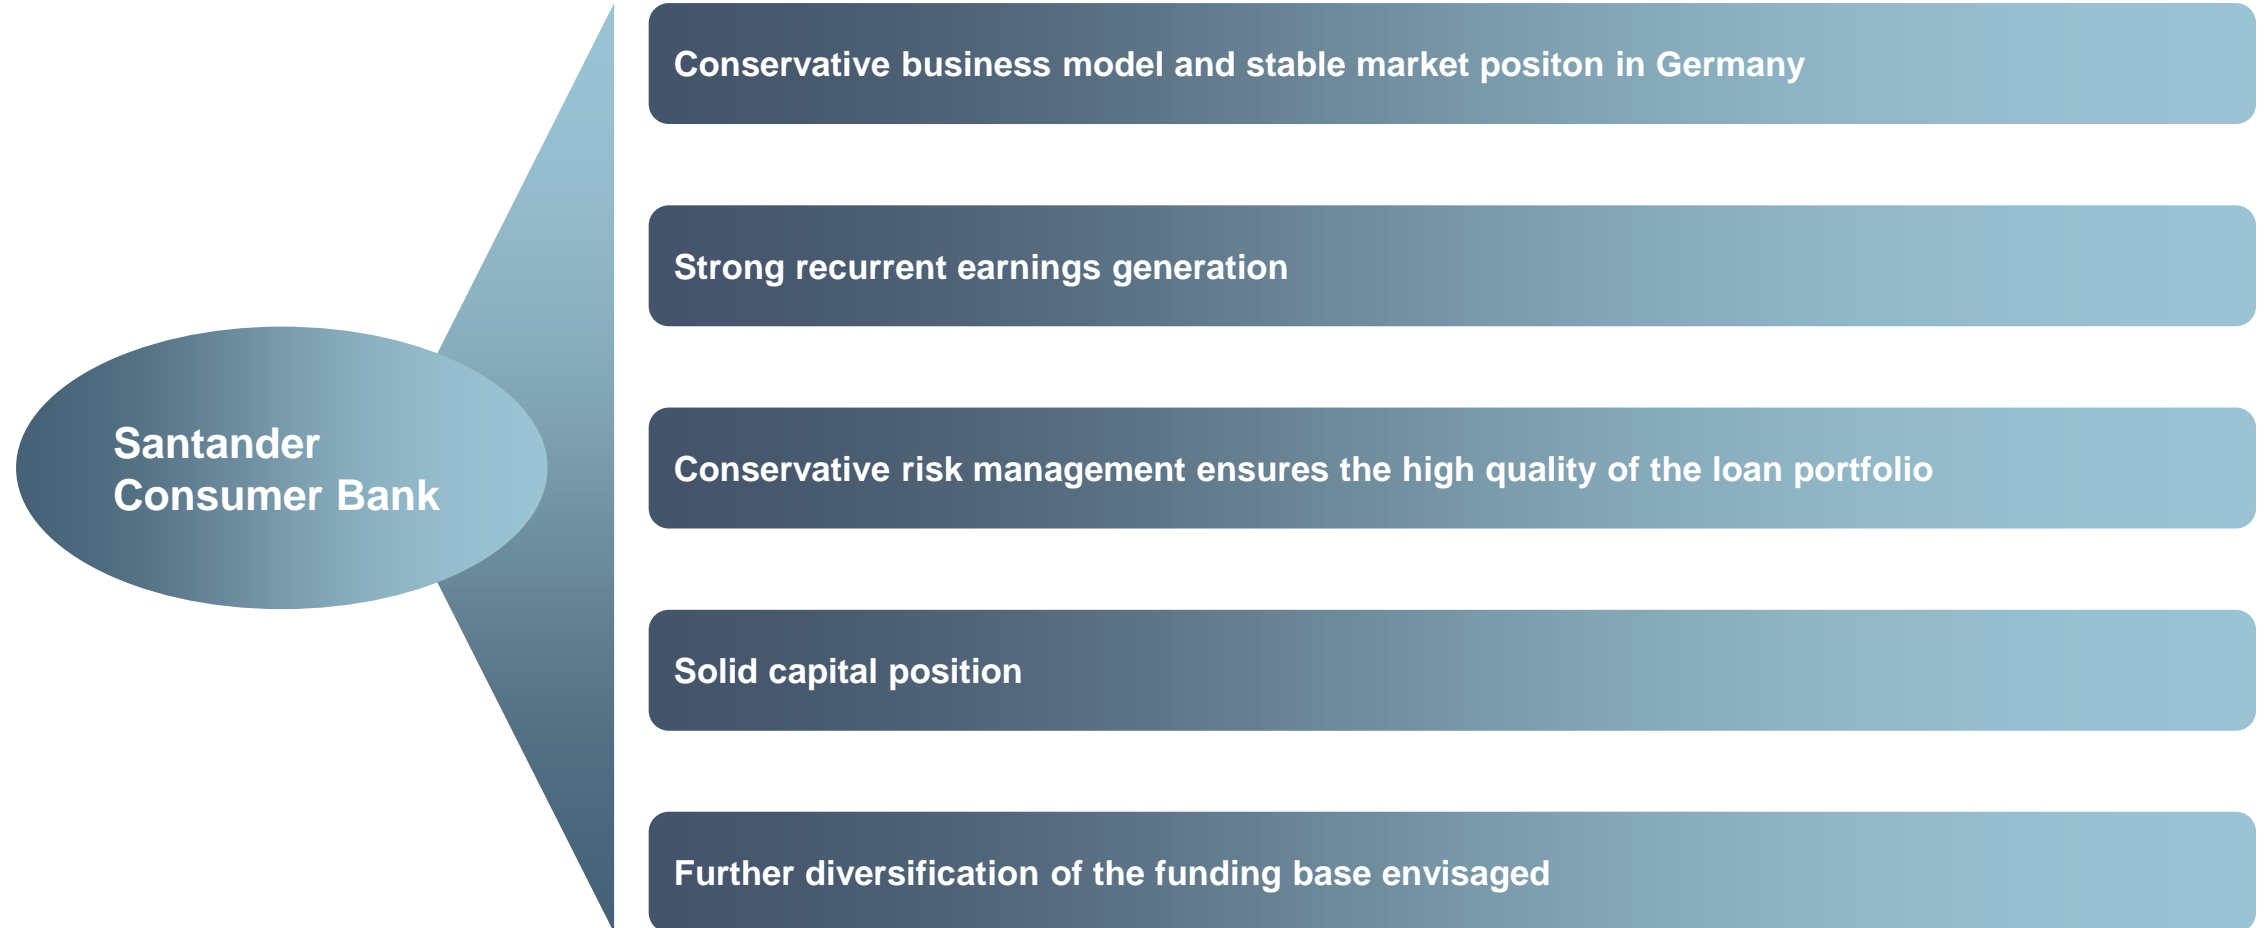 Conservative business model and stable market positon in Germany
Strong recurrent earnings generation
Santander
Consumer Bank
Conservative risk management ensures the high quality of the loan portfolio
Solid capital position
Further diversification of the funding base envisaged